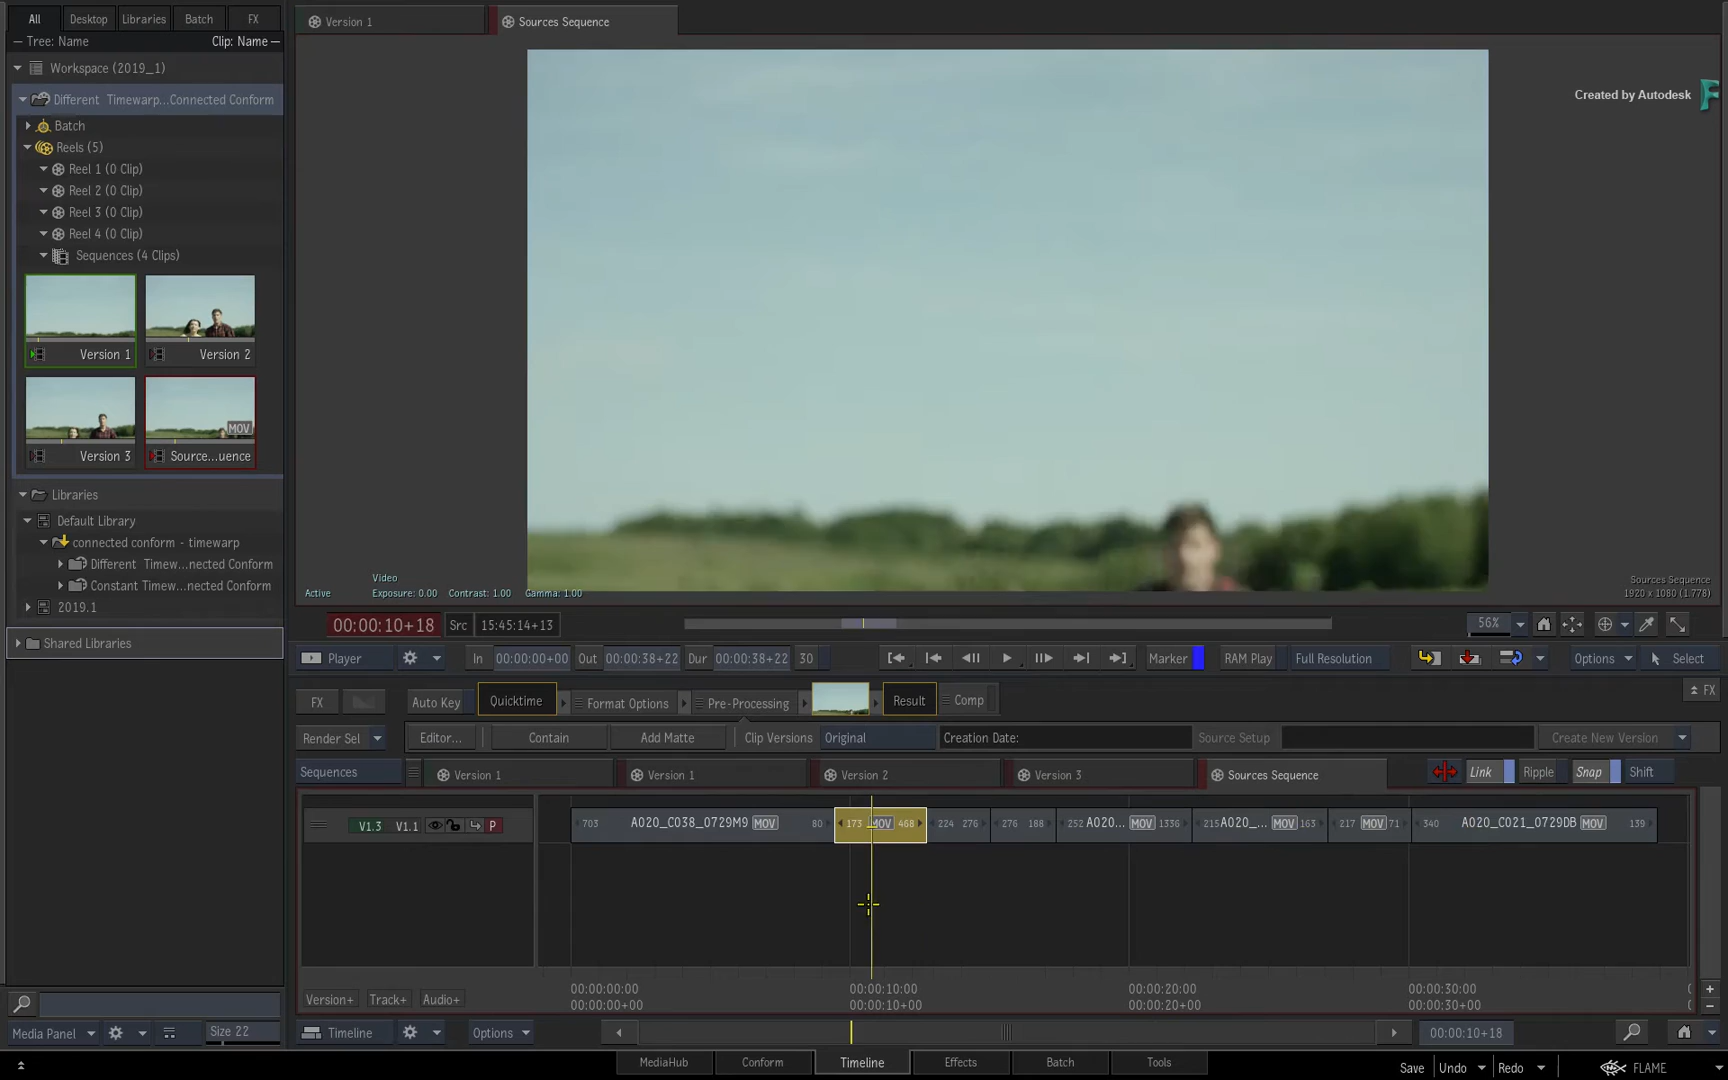 All Desktop Libraries Batch FX
Tree: Name Clip: Name
Workspace (2019_1)
Different Timewarp...Connected Conform
Batch
Reels (5)
Reel 1 (0 Clip)
Reel 2 (0 Clip)
Reel 3 (0 Clip)
Reel 4 (0 Clip)
Sequences (4 Clips)
Version 1 Version 2
MOV
Version 3 Source...uence
Libraries
Default Library
connected conform - timewarp
Different Timew...nected Conform
Constant Timew...nected Conform
2019.1
Shared Libraries
Media Panel Size 22
Version 1 Sources Sequence
Created by Autodesk
Video
Active Exposure: 0.00 Contrast: 1.00 Gamma: 1.00
Sources Sequence
1920 x 1080 (1.778)
00:00:10+18 Src 15:45:14+13 56%
Player In 00:00:00+00 Out 00:00:38+22 Dur 00:00:38+22 30 Marker RAM Play Full Resolution Options Select
FX Auto Key Quicktime Format Options Pre-Processing Result Comp FX
Render Sel Editor... Contain Add Matte Clip Versions Original Creation Date: Source Setup Create New Version
Sequences Version 1 Version 1 Version 2 Version 3 Sources Sequence Link Ripple Snap Shift
V1.3 V1.1 P 703 A020_C038_0729M9 MOV 80 173 MOV 468 224 276 276 188 252 A020... MOV 1336 215 A020_... MOV 163 217 MOV 71 340 A020_C021_0729DB MOV 139
00:00:00:00 00:00:10:00 00:00:20:00 00:00:30:00
Version+ Track+ Audio+ 00:00:00+00 00:00:10+00 00:00:20+00 00:00:30+00
Timeline Options 00:00:10+18
MediaHub Conform Timeline Effects Batch Tools Save Undo Redo FLAME